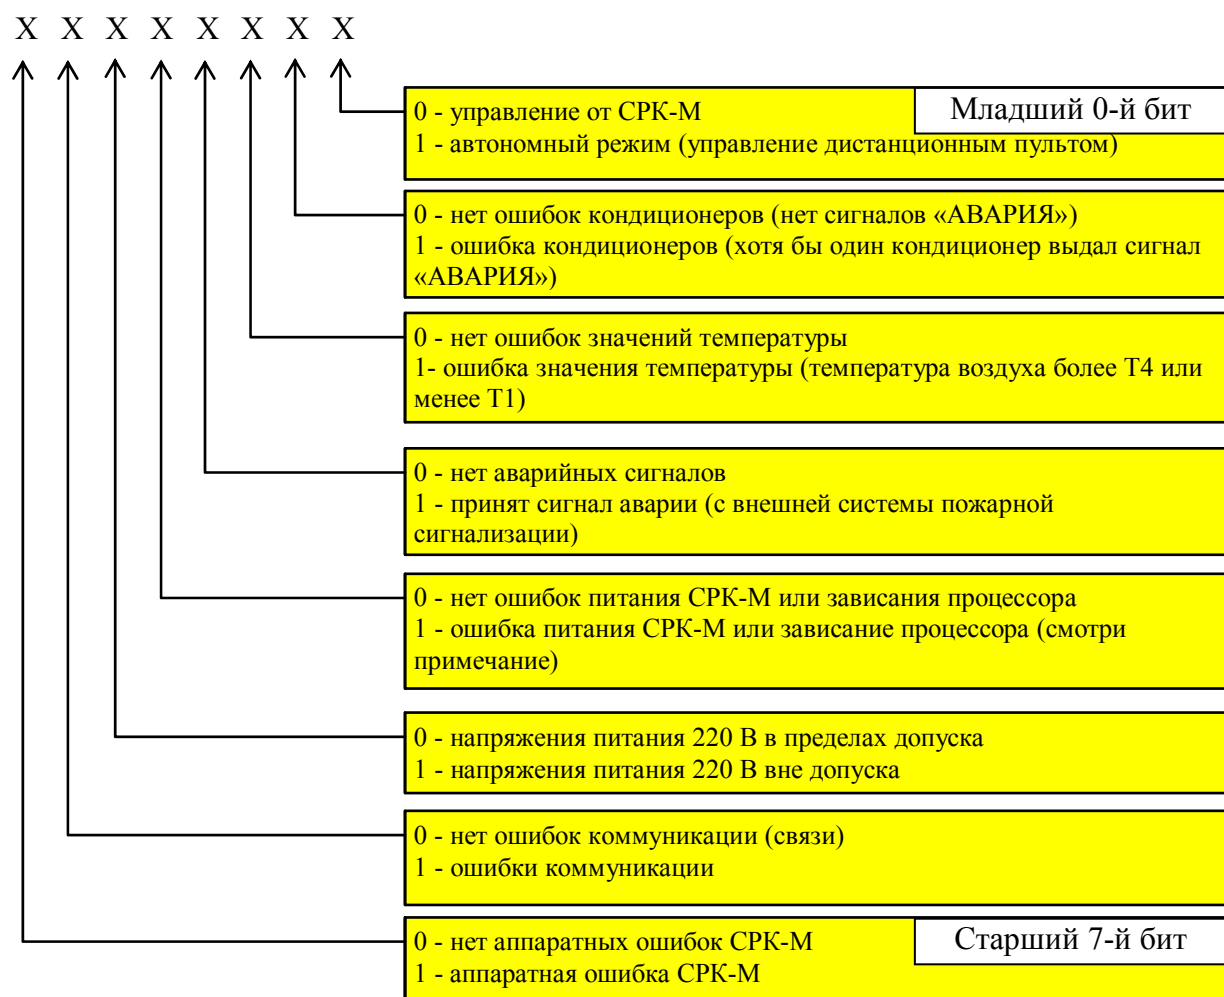 X X X X X X X X
0 - управление от СРК-М
Младший 0-й бит
1 - автономный режим (управление дистанционным пультом)
0 - нет ошибок кондиционеров (нет сигналов «АВАРИЯ»)
1 - ошибка кондиционеров (хотя бы один кондиционер выдал сигнал
«АВАРИЯ»)
0 - нет ошибок значений температуры
1- ошибка значения температуры (температура воздуха более Т4 или
менее Т1)
0 - нет аварийных сигналов
1 - принят сигнал аварии (с внешней системы пожарной
сигнализации)
0 - нет ошибок питания СРК-М или зависания процессора
1 - ошибка питания СРК-М или зависание процессора (смотри
примечание)
0 - напряжения питания 220 В в пределах допуска
1 - напряжения питания 220 В вне допуска
0 - нет ошибок коммуникации (связи)
1 - ошибки коммуникации
0 - нет аппаратных ошибок СРК-М
Старший 7-й бит
1 - аппаратная ошибка СРК-М